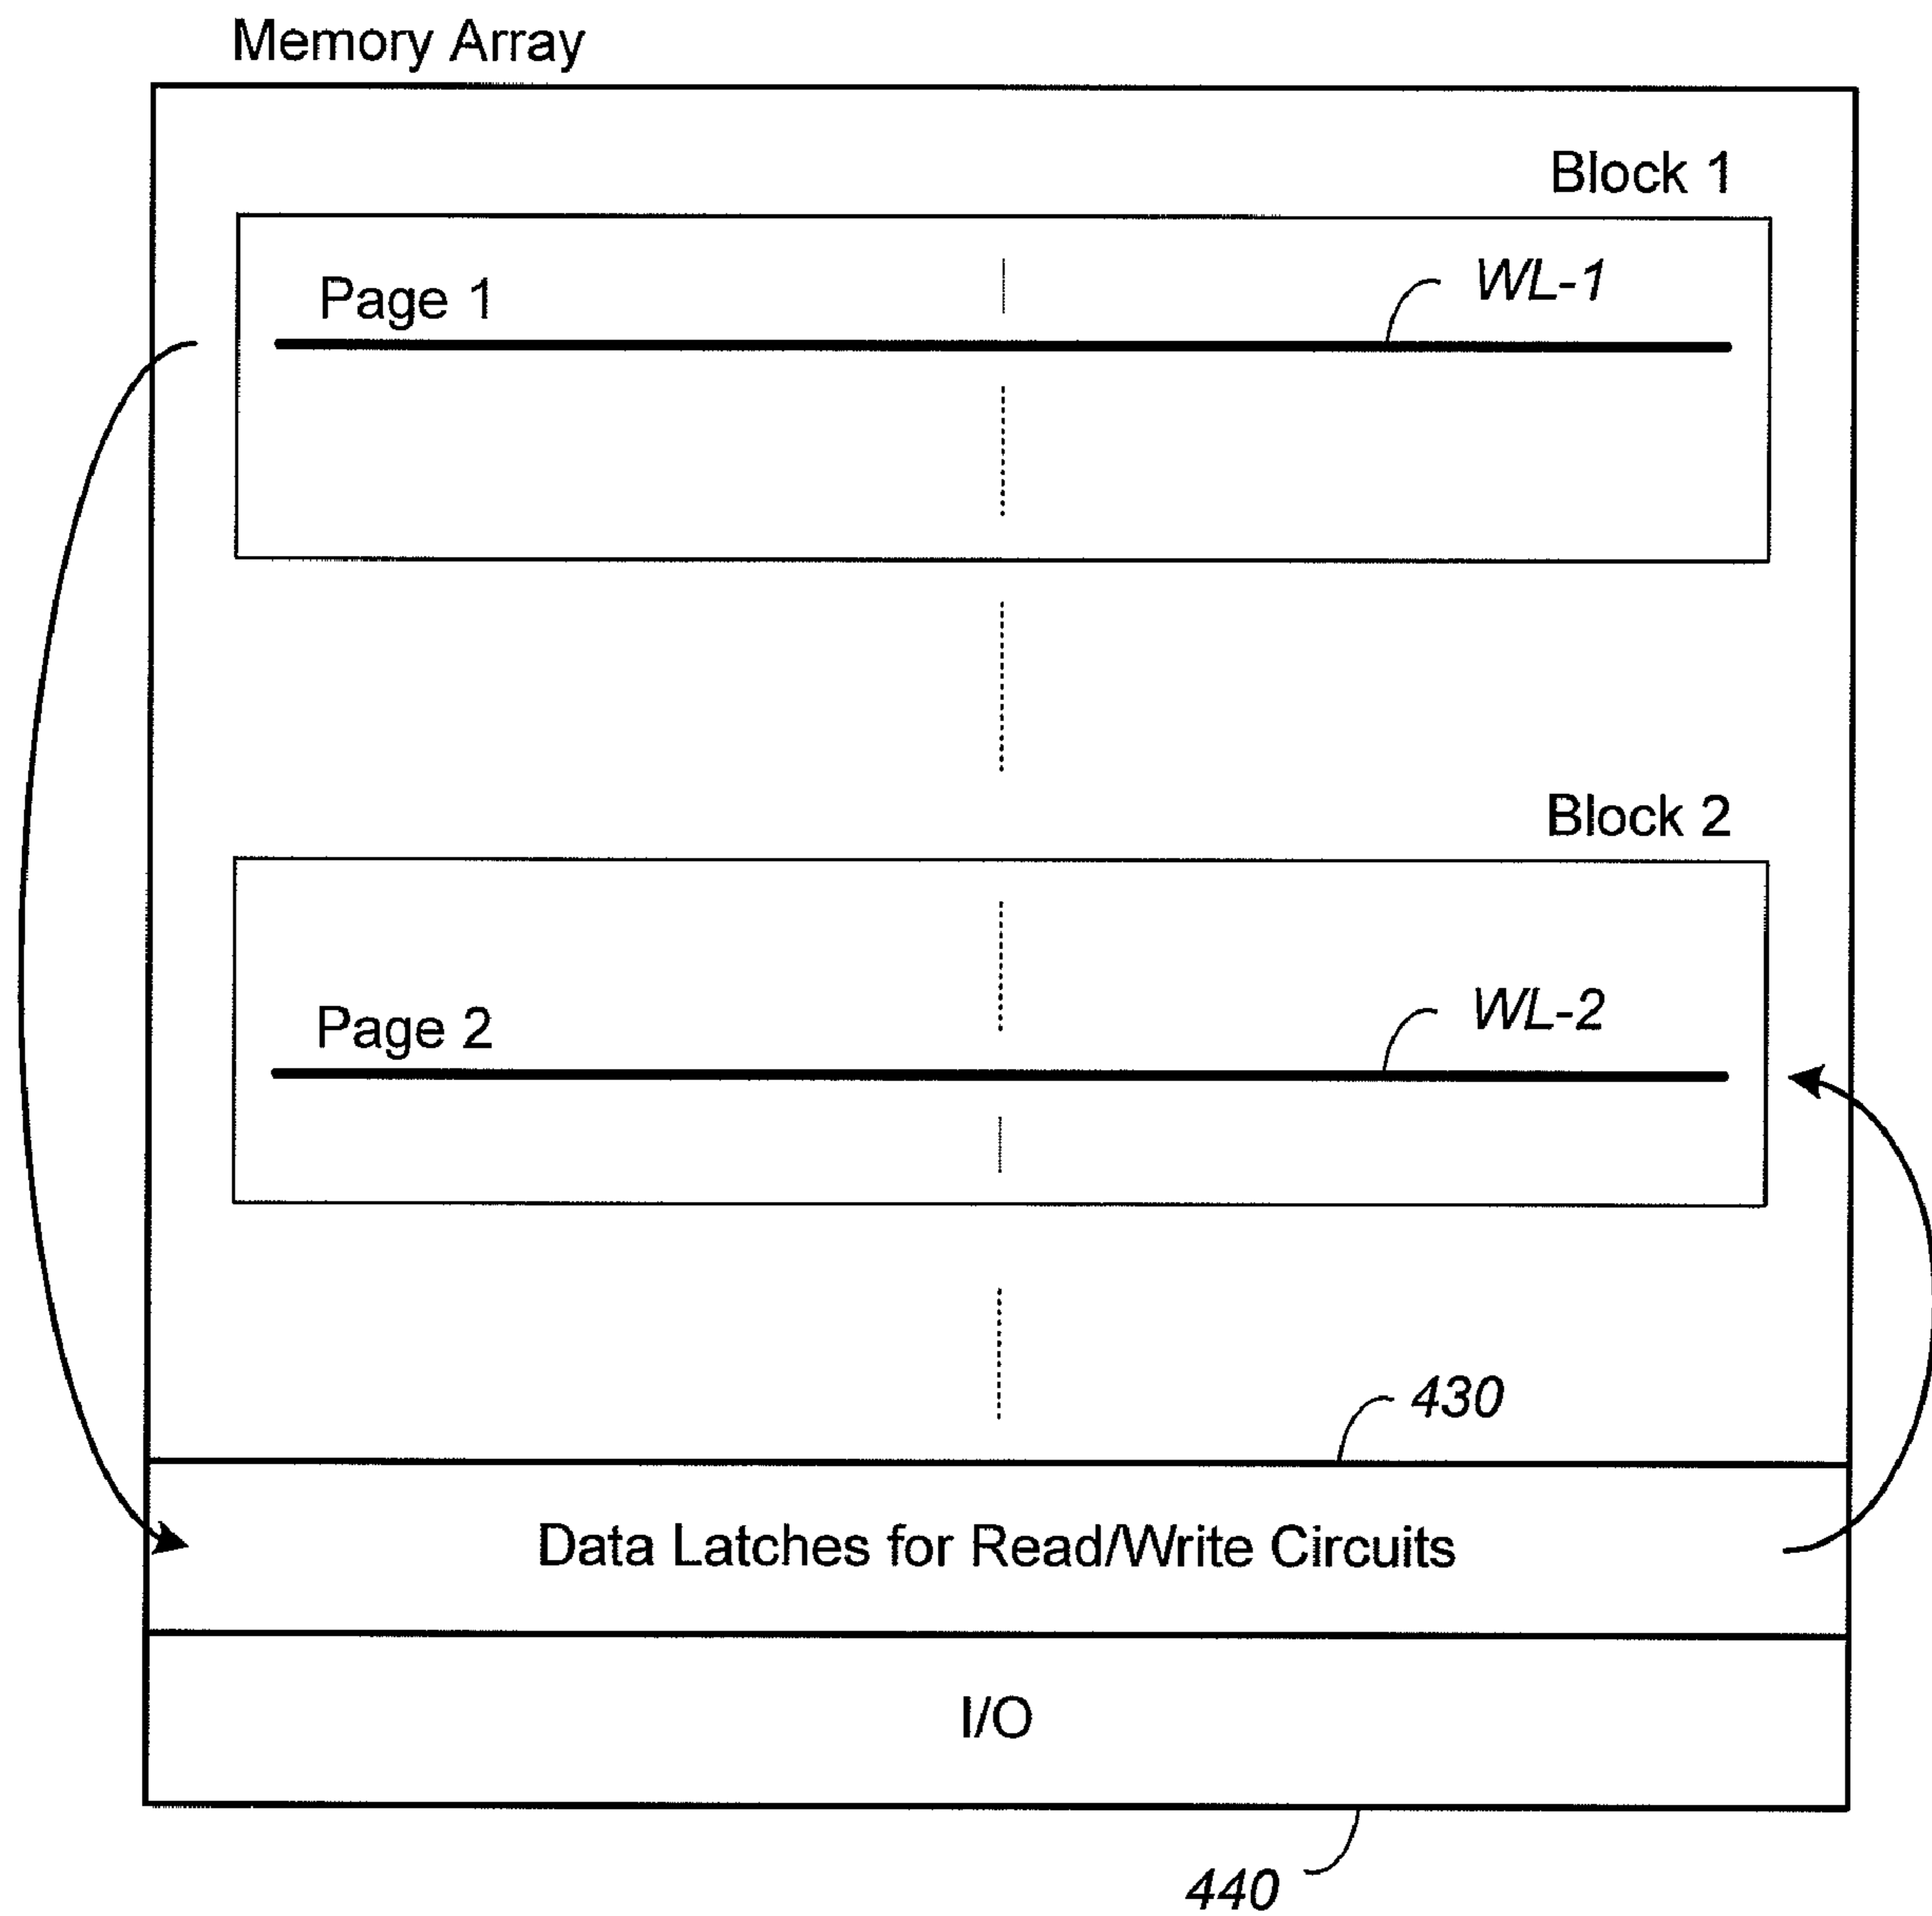 Memory Array
Block 1
Page 1
WL-1
Block 2
Page 2
WL-2
430
Data Latches for Read/Write Circuits
I/O
440